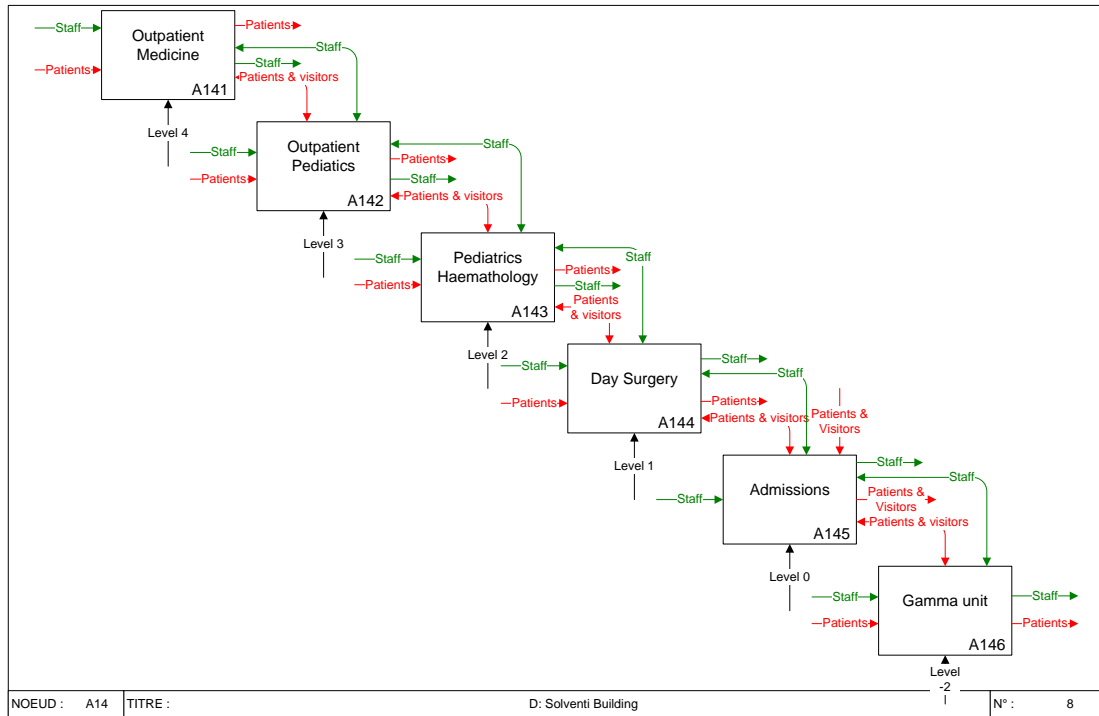 Staff
Outpatient
Medicine
Patients
Staff
Patients
Staff
Patients & visitors
A141
Level 4
Staff
Outpatient
Pediatics
Staff
Patients
Patients
Staff
Patients & visitors
A142
Level 3
Staff
Pediatrics
Haemathology
Staff
Patients
Patients
Staff
Patients
& visitors
A143
Level 2
Staff
Day Surgery
Staff
Staff
Patients
Patients
Patients & visitors
A144
Patients &
Visitors
Level 1
Staff
Admissions
Staff
Staff
Patients &
Visitors
Patients & visitors
A145
Level 0
Staff
Gamma unit
Staff
Patients
Patients
A146
Level
-2
NOEUD : A14 TITRE : D: Solventi Building N° : 8